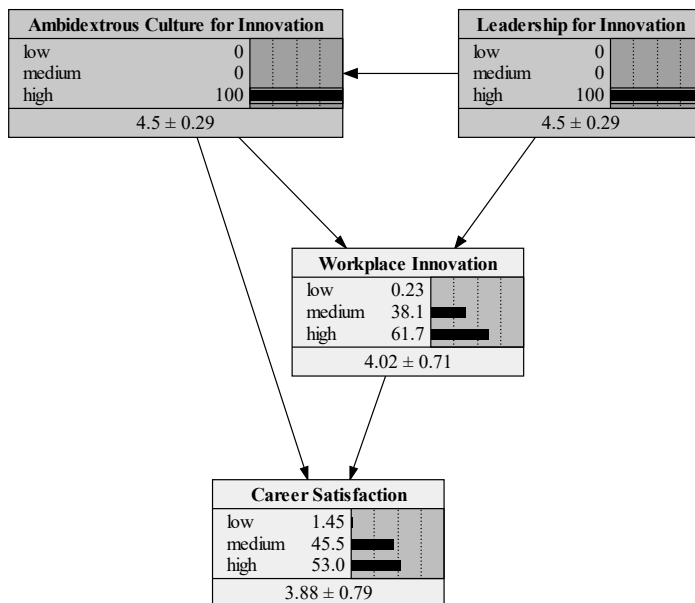 Ambidextrous Culture for Innovation
low 0
medium 0
high 100
4.5 ± 0.29
Leadership for Innovation
low 0
medium 0
high 100
4.5 ± 0.29
Workplace Innovation
low 0.23
medium 38.1
high 61.7
4.02 ± 0.71
Career Satisfaction
low 1.45
medium 45.5
high 53.0
3.88 ± 0.79